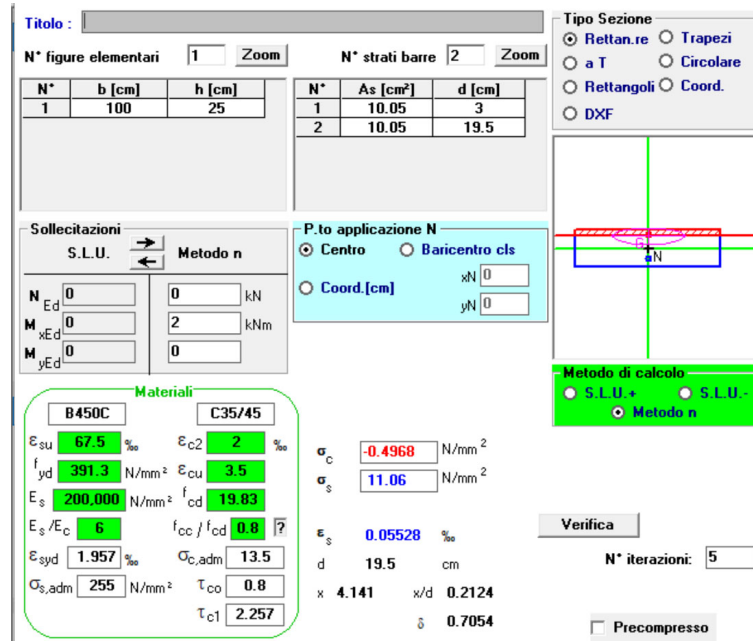 Titolo :
Tipo Sezione
Rettan.re Trapezi
a T Circolare
Rettangoli Coord.
DXF
N° figure elementari 1 Zoom N° strati barre 2 Zoom
N° b [cm] h [cm]
1 100 25
N° As [cm²] d [cm]
1 10.05 3
2 10.05 19.5
Sollecitazioni
S.L.U. Metodo n
N Ed 0 0 kN
M xEd 0 2 kNm
M yEd 0 0
P.to applicazione N
Centro Baricentro cls
Coord.[cm] xN 0
yN 0
G
N
Metodo di calcolo
S.L.U.+ S.L.U.-
Metodo n
Materiali
B450C C35/45
εsu 67.5 ‰ εc2 2 ‰
fyd 391.3 N/mm² εcu 3.5
Es 200,000 N/mm² fcd 19.83
Es/Ec 6 fcc / fcd 0.8 ?
εsyd 1.957 ‰ σc,adm 13.5
σs,adm 255 N/mm² τco 0.8
τc1 2.257
σc -0.4968 N/mm²
σs 11.06 N/mm²
εs 0.05528 ‰
d 19.5 cm
x 4.141 x/d 0.2124
δ 0.7054
Verifica
N° iterazioni: 5
Precompresso